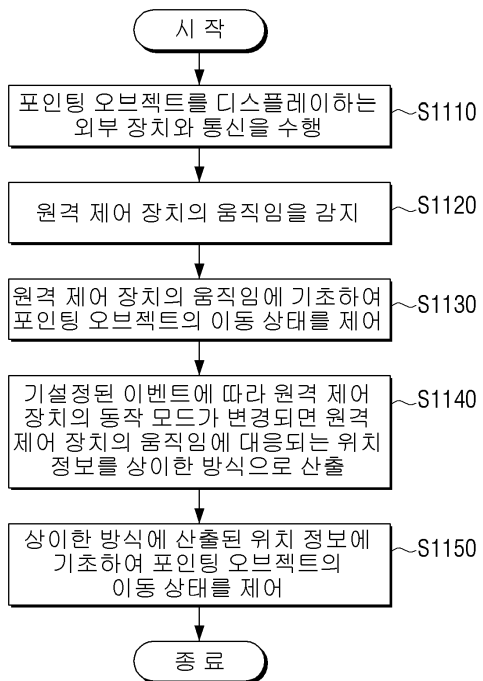 시 작
포인팅 오브젝트를 디스플레이하는
외부 장치와 통신을 수행
S1110
원격 제어 장치의 움직임을 감지
S1120
원격 제어 장치의 움직임에 기초하여
포인팅 오브젝트의 이동 상태를 제어
S1130
기설정된 이벤트에 따라 원격 제어
장치의 동작 모드가 변경되면 원격
제어 장치의 움직임에 대응되는 위치
정보를 상이한 방식으로 산출
S1140
상이한 방식에 산출된 위치 정보에
기초하여 포인팅 오브젝트의
이동 상태를 제어
S1150
종 료